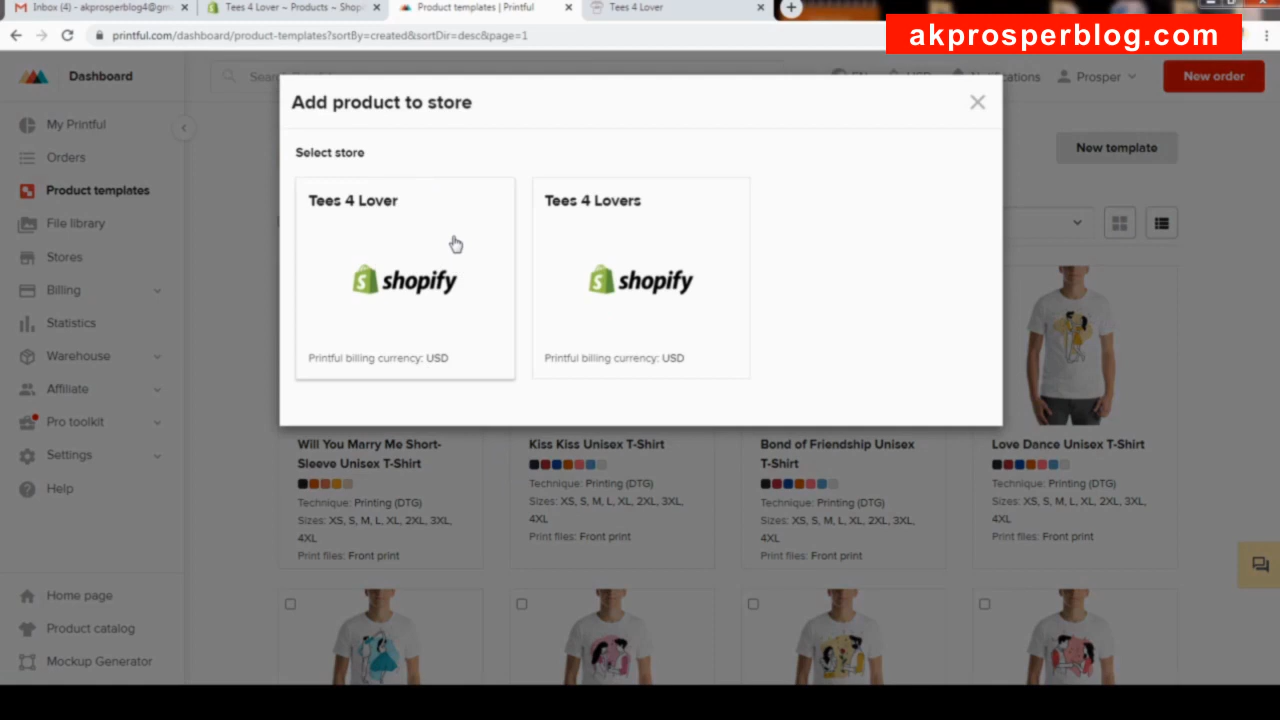 Inbox (4) - akprosperblog4@gm
Tees 4 Lover ~ Products ~ Shopi
Product templates | Printful
Tees 4 Lover
printful.com/dashboard/product-templates?sortBy=created&sortDir=desc&page=1
akprosperblog.com
Dashboard
Notifications
Prosper
New order
My Printful
Orders
Product templates
File library
Stores
Billing
Statistics
Warehouse
Affiliate
Pro toolkit
Settings
Help
Home page
Product catalog
Mockup Generator
New template
Add product to store
Select store
Tees 4 Lover
shopify
Printful billing currency: USD
Tees 4 Lovers
shopify
Printful billing currency: USD
Will You Marry Me Short-
Sleeve Unisex T-Shirt
Technique: Printing (DTG)
Sizes: XS, S, M, L, XL, 2XL, 3XL,
4XL
Print files: Front print
Kiss Kiss Unisex T-Shirt
Technique: Printing (DTG)
Sizes: XS, S, M, L, XL, 2XL, 3XL,
4XL
Print files: Front print
Bond of Friendship Unisex
T-Shirt
Technique: Printing (DTG)
Sizes: XS, S, M, L, XL, 2XL, 3XL,
4XL
Print files: Front print
Love Dance Unisex T-Shirt
Technique: Printing (DTG)
Sizes: XS, S, M, L, XL, 2XL, 3XL,
4XL
Print files: Front print